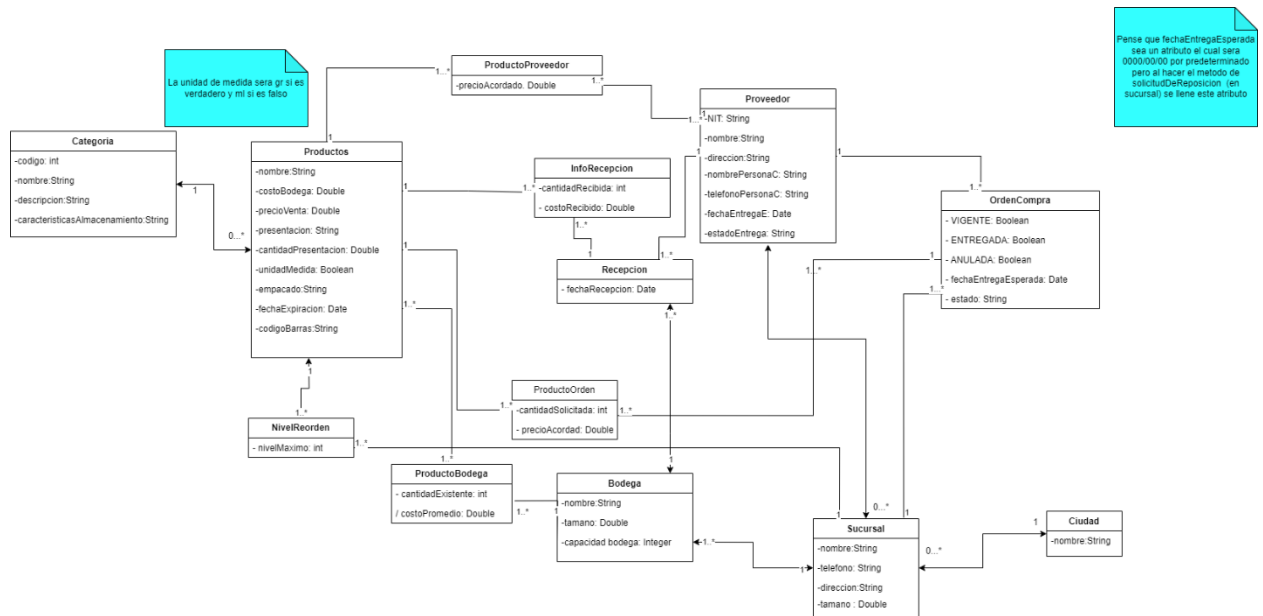 Pense que fechaEntregaEsperada
sea un atributo el cual sera
0000/00/00 por predeterminado
pero al hacer el metodo de
solicitudDeReposicion (en
sucursal) se llene este atributo
La unidad de medida sera gr si es
verdadero y ml si es falso
ProductoProveedor
-precioAcordado. Double
1..*
1..*
1
1..*
1
Proveedor
-NIT: String
-nombre:String
-direccion:String
-nombrePersonaC: String
-telefonoPersonaC: String
-fechaEntregaE: Date
-estadoEntrega: String
1
1
Categoria
-codigo: int
-nombre:String
-descripcion:String
-caracteristicasAlmacenamiento:String
1
0...*
Productos
-nombre:String
-costoBodega: Double
-precioVenta: Double
-presentacion: String
-cantidadPresentacion: Double
-unidadMedida: Boolean
-empacado:String
-fechaExpiracion: Date
-codigoBarras:String
1
1
1..*
1
InfoRecepcion
-cantidadRecibida: int
- costoRecibido: Double
1..*
1..*
1
Recepcion
- fechaRecepcion: Date
1..*
1..*
OrdenCompra
- VIGENTE: Boolean
- ENTREGADA: Boolean
- ANULADA: Boolean
- fechaEntregaEsperada: Date
- estado: String
1..*
1
1...*
1..*
ProductoOrden
-cantidadSolicitada: int
- precioAcordad: Double
1..*
1..*
NivelReorden
- nivelMaximo: int
1..*
1..*
ProductoBodega
- cantidadExistente: int
/ costoPromedio: Double
1..*
1..*
1
Bodega
-nombre:String
-tamano: Double
-capacidad bodega: Integer
1
1..*
1
Sucursal
-nombre:String
-telefono: String
-direccion:String
-tamano : Double
1
0...*
1
0...*
1
Ciudad
-nombre:String